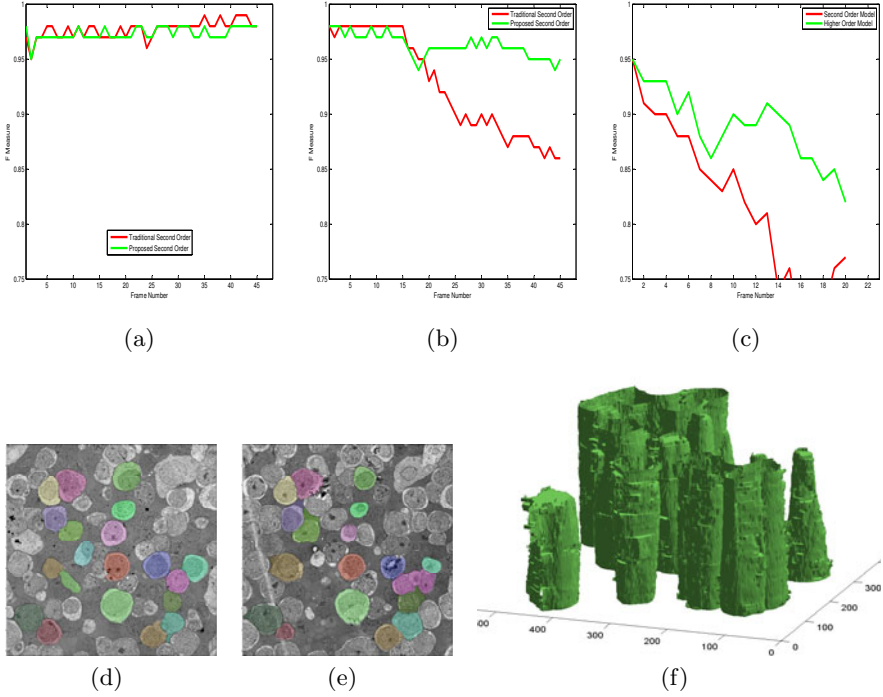 1
0.95
0.9
0.85
0.8
0.75
F Measure
Traditional Second Order
Proposed Second Order
5 10 15 20 25 30 35 40 45
Frame Number
(a)
1
0.95
0.9
0.85
0.8
0.75
F Measure
Traditional Second Order
Proposed Second Order
5 10 15 20 25 30 35 40 45
Frame Number
(b)
1
0.95
0.9
0.85
0.8
0.75
F Measure
Second Order Model
Higher Order Model
2 4 6 8 10 12 14 16 18 20 22
Frame Number
(c)
(d)
(e)
500 400 300 200 100 0
0 100 200 300
(f)